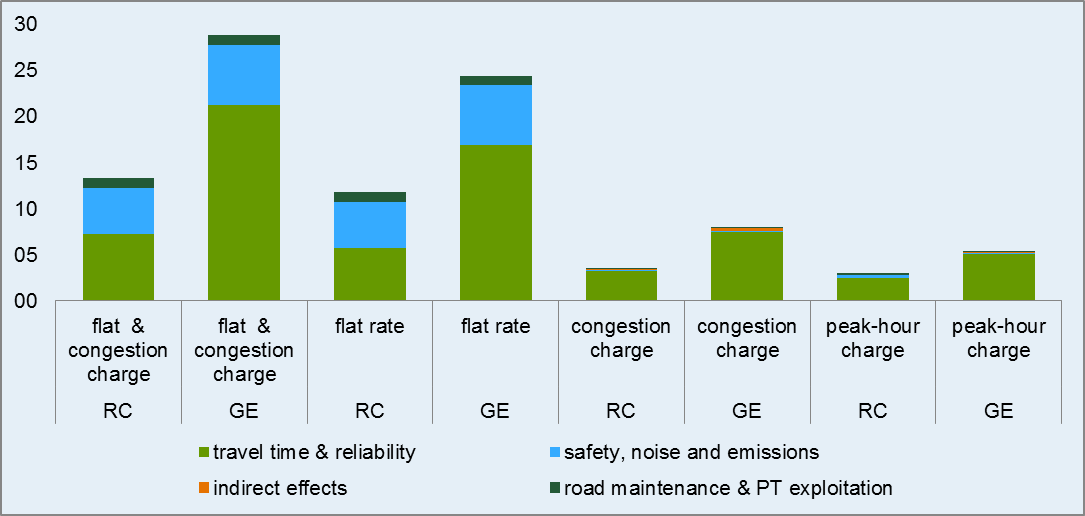 30
25
20
15
10
05
00
flat & flat & flat rate flat rate congestion congestion peak-hour peak-hour
congestion congestion charge charge charge charge
charge charge
RC GE RC GE RC GE RC GE
travel time & reliability safety, noise and emissions
indirect effects road maintenance & PT exploitation